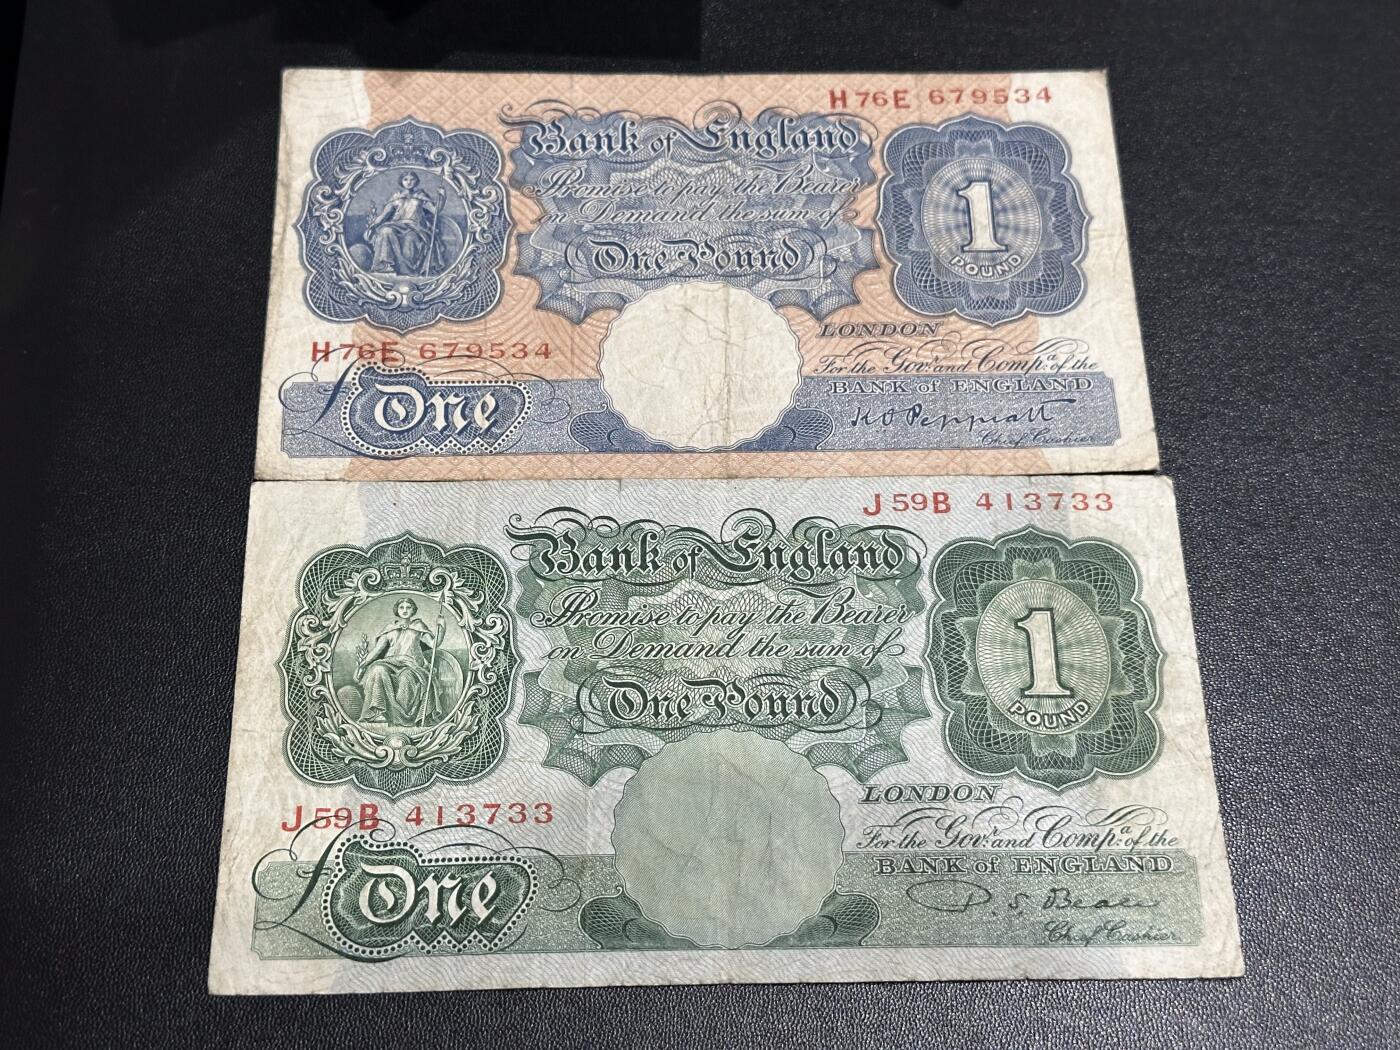 H76E 679534
Bank of England
Promise to pay the Bearer
on Demand the sum of
One Pound
1
POUND
LONDON
For the Govr. and Compa. of the
BANK of ENGLAND
K O Peppiatt
Chief Cashier
H76E 679534
£ One
J59B 413733
Bank of England
Promise to pay the Bearer
on Demand the sum of
One Pound
1
POUND
LONDON
For the Govr. and Compa. of the
BANK of ENGLAND
P. S. Beale
Chief Cashier
J59B 413733
£ One